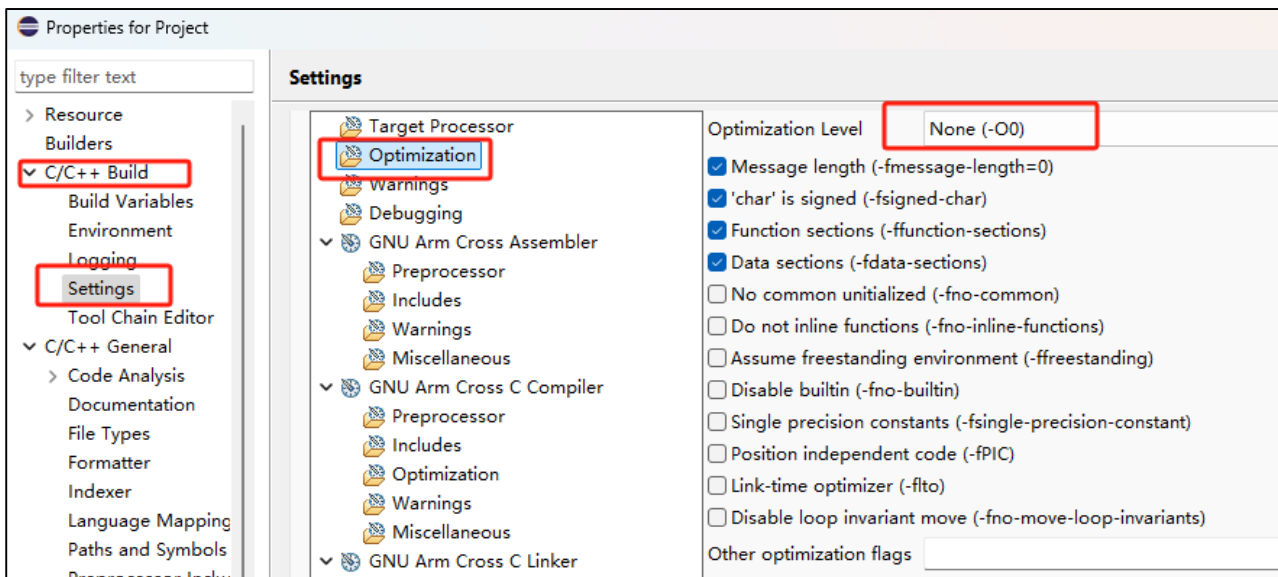 Properties for Project
type filter text
Resource
Builders
C/C++ Build
Build Variables
Environment
Logging
Settings
Tool Chain Editor
C/C++ General
Code Analysis
Documentation
File Types
Formatter
Indexer
Language Mapping
Paths and Symbols
Settings
Target Processor
Optimization
Warnings
Debugging
GNU Arm Cross Assembler
Preprocessor
Includes
Warnings
Miscellaneous
GNU Arm Cross C Compiler
Preprocessor
Includes
Optimization
Warnings
Miscellaneous
GNU Arm Cross C Linker
Optimization Level None (-O0)
Message length (-fmessage-length=0)
'char' is signed (-fsigned-char)
Function sections (-ffunction-sections)
Data sections (-fdata-sections)
No common unitialized (-fno-common)
Do not inline functions (-fno-inline-functions)
Assume freestanding environment (-ffreestanding)
Disable builtin (-fno-builtin)
Single precision constants (-fsingle-precision-constant)
Position independent code (-fPIC)
Link-time optimizer (-flto)
Disable loop invariant move (-fno-move-loop-invariants)
Other optimization flags